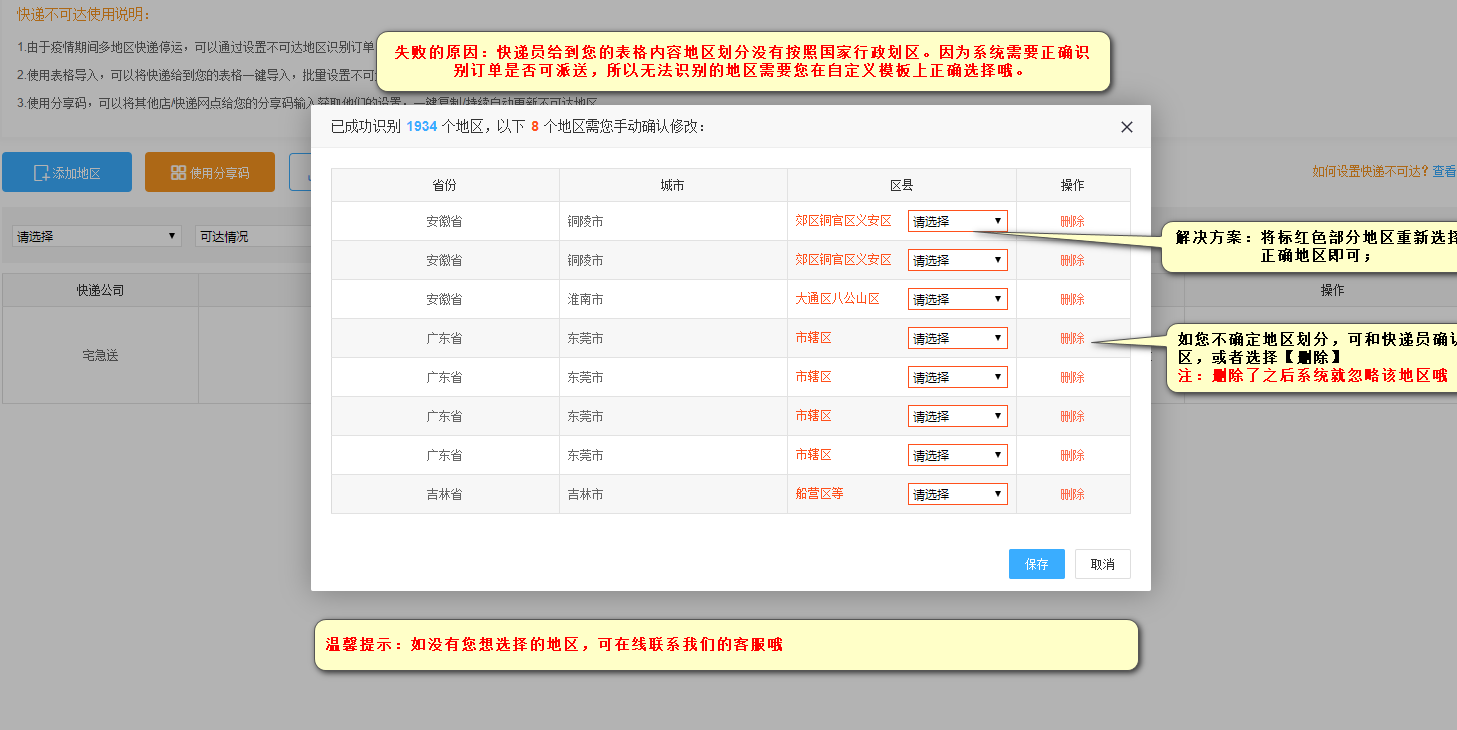 快递不可达使用说明：
1.由于疫情期间多地区快递停运，可以通过设置不可达地区识别订单
2.使用表格导入，可以将快递给到您的表格一键导入，批量设置不可
3.使用分享码，可以将其他店/快递网点给您的分享码输入获取他们的设置，一键复制/持续自动更新不可达地区
失败的原因：快递员给到您的表格内容地区划分没有按照国家行政划区。因为系统需要正确识
别订单是否可派送，所以无法识别的地区需要您在自定义模板上正确选择哦。
已成功识别 1934 个地区，以下 8 个地区需您手动确认修改：
添加地区
使用分享码
如何设置快递不可达？查看
请选择
可达情况
快递公司
操作
宅急送
省份 城市 区县 操作
安徽省 铜陵市 郊区铜官区义安区 请选择 删除
安徽省 铜陵市 郊区铜官区义安区 请选择 删除
安徽省 淮南市 大通区八公山区 请选择 删除
广东省 东莞市 市辖区 请选择 删除
广东省 东莞市 市辖区 请选择 删除
广东省 东莞市 市辖区 请选择 删除
广东省 东莞市 市辖区 请选择 删除
吉林省 吉林市 船营区等 请选择 删除
解决方案：将标红色部分地区重新选择
正确地区即可；
如您不确定地区划分，可和快递员确认
区，或者选择【删除】
注：删除了之后系统就忽略该地区哦
保存
取消
温馨提示：如没有您想选择的地区，可在线联系我们的客服哦